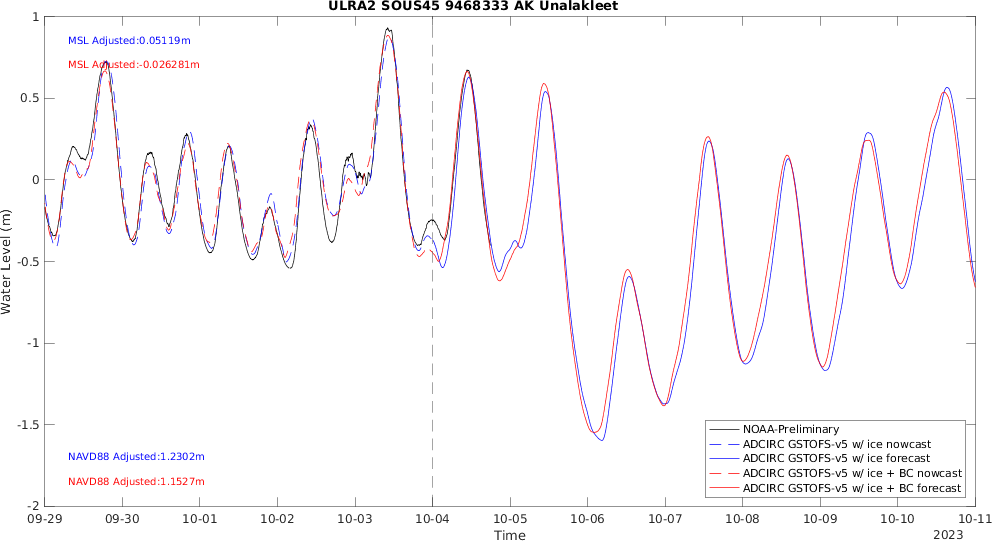 ULRA2 SOUS45 9468333 AK Unalakleet
MSL Adjusted:0.05119m
MSL Adjusted:-0.026281m
NAVD88 Adjusted:1.2302m
NAVD88 Adjusted:1.1527m
Water Level (m)
1
0.5
0
-0.5
-1
-1.5
-2
NOAA-Preliminary
ADCIRC GSTOFS-v5 w/ ice nowcast
ADCIRC GSTOFS-v5 w/ ice forecast
ADCIRC GSTOFS-v5 w/ ice + BC nowcast
ADCIRC GSTOFS-v5 w/ ice + BC forecast
09-29 09-30 10-01 10-02 10-03 10-04 10-05 10-06 10-07 10-08 10-09 10-10 10-11
Time
2023